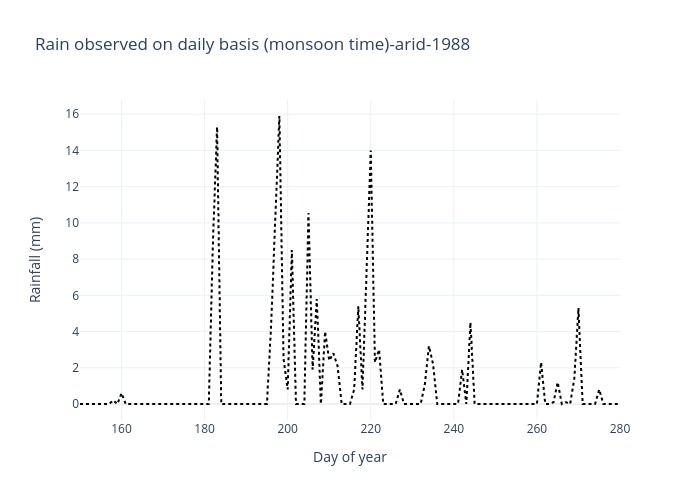 Rain observed on daily basis (monsoon time)-arid-1988
16
14
12
10
8
6
4
2
0
Rainfall (mm)
160 180 200 220 240 260 280
Day of year